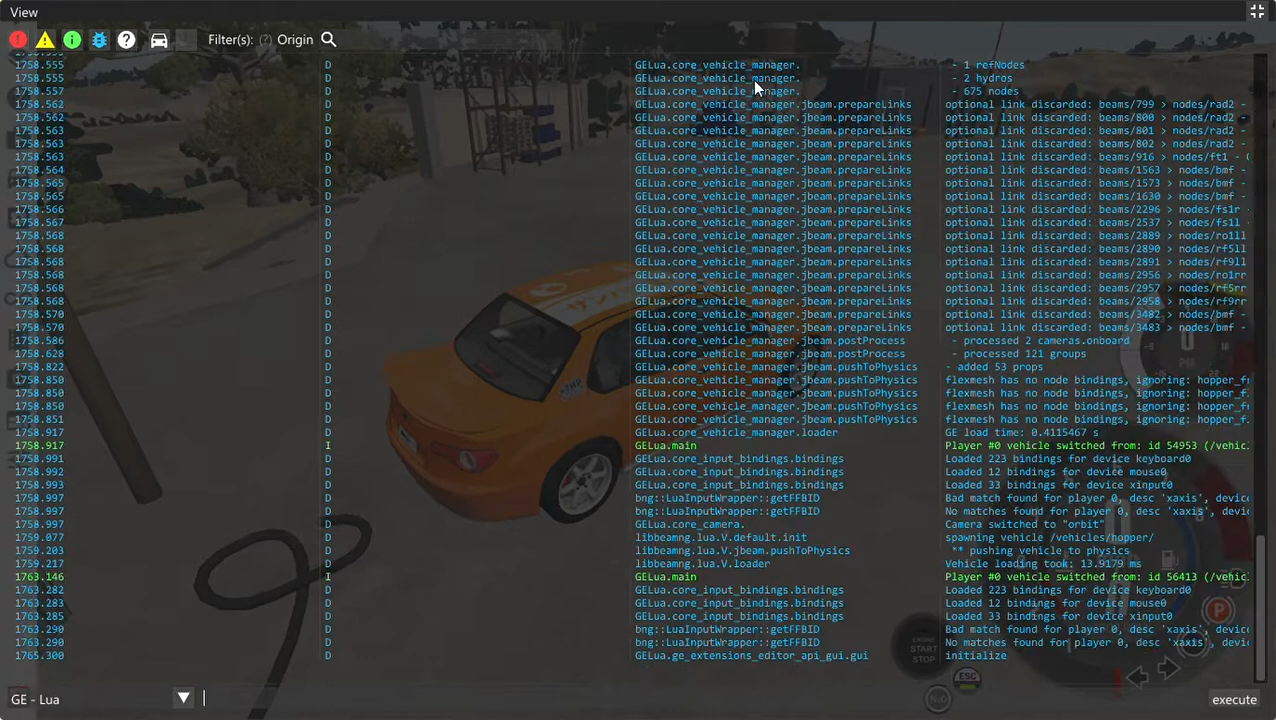 View
Filter(s): (?) Origin
1758.555 D GELua.core_vehicle_manager. - 1 refNodes
1758.555 D GELua.core_vehicle_manager. - 2 hydros
1758.557 D GELua.core_vehicle_manager. - 675 nodes
1758.562 D GELua.core_vehicle_manager.jbeam.prepareLinks optional link discarded: beams/799 > nodes/rad2 -
1758.562 D GELua.core_vehicle_manager.jbeam.prepareLinks optional link discarded: beams/800 > nodes/rad2 -
1758.563 D GELua.core_vehicle_manager.jbeam.prepareLinks optional link discarded: beams/801 > nodes/rad2 -
1758.563 D GELua.core_vehicle_manager.jbeam.prepareLinks optional link discarded: beams/802 > nodes/rad2 -
1758.563 D GELua.core_vehicle_manager.jbeam.prepareLinks optional link discarded: beams/916 > nodes/ft1 -
1758.564 D GELua.core_vehicle_manager.jbeam.prepareLinks optional link discarded: beams/1563 > nodes/bmf -
1758.565 D GELua.core_vehicle_manager.jbeam.prepareLinks optional link discarded: beams/1573 > nodes/bmf -
1758.565 D GELua.core_vehicle_manager.jbeam.prepareLinks optional link discarded: beams/1630 > nodes/bmf -
1758.566 D GELua.core_vehicle_manager.jbeam.prepareLinks optional link discarded: beams/2296 > nodes/fs1r
1758.567 D GELua.core_vehicle_manager.jbeam.prepareLinks optional link discarded: beams/2537 > nodes/fs1l
1758.568 D GELua.core_vehicle_manager.jbeam.prepareLinks optional link discarded: beams/2889 > nodes/ro1ll
1758.568 D GELua.core_vehicle_manager.jbeam.prepareLinks optional link discarded: beams/2890 > nodes/rf5ll
1758.568 D GELua.core_vehicle_manager.jbeam.prepareLinks optional link discarded: beams/2891 > nodes/rf9ll
1758.568 D GELua.core_vehicle_manager.jbeam.prepareLinks optional link discarded: beams/2956 > nodes/ro1rr
1758.568 D GELua.core_vehicle_manager.jbeam.prepareLinks optional link discarded: beams/2957 > nodes/rf5rr
1758.568 D GELua.core_vehicle_manager.jbeam.prepareLinks optional link discarded: beams/2958 > nodes/rf9rr
1758.570 D GELua.core_vehicle_manager.jbeam.prepareLinks optional link discarded: beams/3482 > nodes/bmf -
1758.570 D GELua.core_vehicle_manager.jbeam.prepareLinks optional link discarded: beams/3483 > nodes/bmf -
1758.586 D GELua.core_vehicle_manager.jbeam.postProcess - processed 2 cameras.onboard
1758.628 D GELua.core_vehicle_manager.jbeam.postProcess - processed 121 groups
1758.822 D GELua.core_vehicle_manager.jbeam.pushToPhysics - added 53 props
1758.850 D GELua.core_vehicle_manager.jbeam.pushToPhysics flexmesh has no node bindings, ignoring: hopper_f
1758.850 D GELua.core_vehicle_manager.jbeam.pushToPhysics flexmesh has no node bindings, ignoring: hopper_f
1758.850 D GELua.core_vehicle_manager.jbeam.pushToPhysics flexmesh has no node bindings, ignoring: hopper_f
1758.851 D GELua.core_vehicle_manager.jbeam.pushToPhysics flexmesh has no node bindings, ignoring: hopper_f
1758.917 D GELua.core_vehicle_manager.loader GE load time: 0.4115467 s
1758.917 I GELua.main Player #0 vehicle switched from: id 54953 (/vehic
1758.991 D GELua.core_input_bindings.bindings Loaded 223 bindings for device keyboard0
1758.992 D GELua.core_input_bindings.bindings Loaded 12 bindings for device mouse0
1758.993 D GELua.core_input_bindings.bindings Loaded 33 bindings for device xinput0
1758.997 D bng::LuaInputWrapper::getFFBID Bad match found for player 0, desc 'xaxis', device
1758.997 D bng::LuaInputWrapper::getFFBID No matches found for player 0, desc 'xaxis', devic
1758.997 D GELua.core_camera. Camera switched to "orbit"
1759.077 D libbeamng.lua.V.default.init spawning vehicle /vehicles/hopper/
1759.203 D libbeamng.lua.V.jbeam.pushToPhysics ** pushing vehicle to physics
1759.217 D libbeamng.lua.V.loader Vehicle loading took: 13.9179 ms
1763.146 I GELua.main Player #0 vehicle switched from: id 56413 (/vehic
1763.282 D GELua.core_input_bindings.bindings Loaded 223 bindings for device keyboard0
1763.283 D GELua.core_input_bindings.bindings Loaded 12 bindings for device mouse0
1763.285 D GELua.core_input_bindings.bindings Loaded 33 bindings for device xinput0
1763.290 D bng::LuaInputWrapper::getFFBID Bad match found for player 0, desc 'xaxis', device
1763.290 D bng::LuaInputWrapper::getFFBID No matches found for player 0, desc 'xaxis', devic
1765.300 D GELua.ge_extensions_editor_api_gui.gui initialize
START
STOP
ESC
GE - Lua
execute